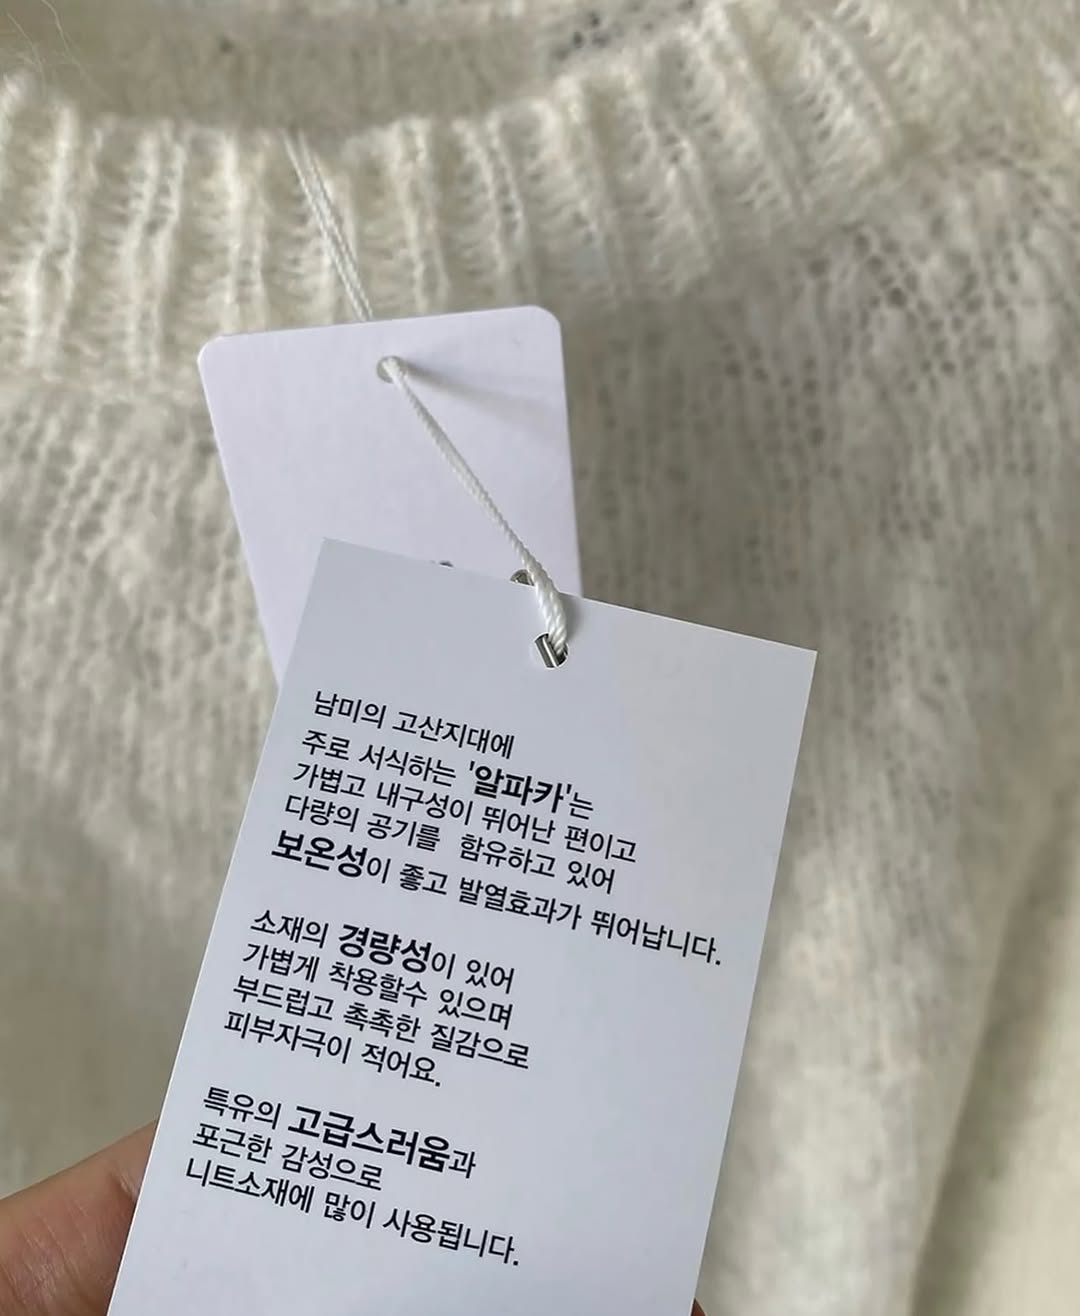 남미의 고산지대에
주로 서식하는 '알파카'는
가볍고 내구성이 뛰어난 편이고
다량의 공기를 함유하고 있어
보온성이 좋고 발열효과가 뛰어납니다.
소재의 경량성이 있어
가볍게 착용할수 있으며
부드럽고 촉촉한 질감으로
피부자극이 적어요.
특유의 고급스러움과
포근한 감성으로
니트소재에 많이 사용됩니다.